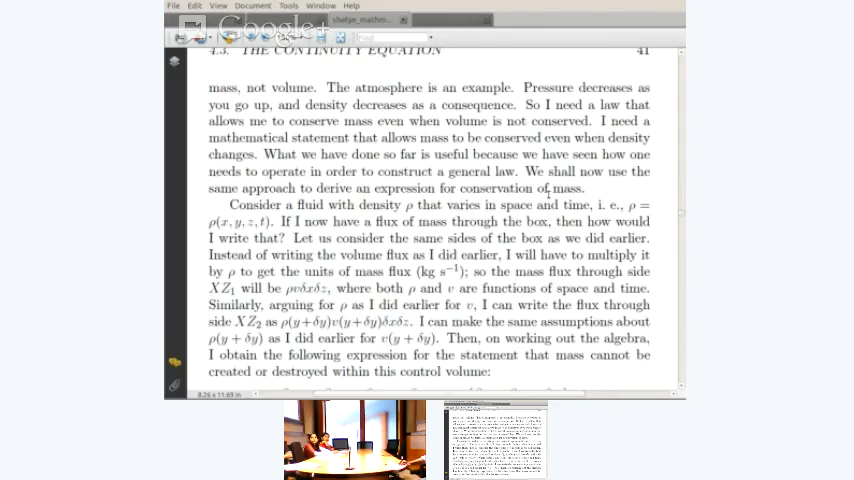 File Edit View Document Tools Window Help
shetye_mathm...
Google+
Find
4.3. THE CONTINUITY EQUATION 41
mass, not volume. The atmosphere is an example. Pressure decreases as
you go up, and density decreases as a consequence. So I need a law that
allows me to conserve mass even when volume is not conserved. I need a
mathematical statement that allows mass to be conserved even when density
changes. What we have done so far is useful because we have seen how one
needs to operate in order to construct a general law. We shall now use the
same approach to derive an expression for conservation of mass.
Consider a fluid with density ρ that varies in space and time, i. e., ρ =
ρ(x, y, z, t). If I now have a flux of mass through the box, then how would
I write that? Let us consider the same sides of the box as we did earlier.
Instead of writing the volume flux as I did earlier, I will have to multiply it
by ρ to get the units of mass flux (kg s⁻¹); so the mass flux through side
XZ₁ will be ρvδxδz, where both ρ and v are functions of space and time.
Similarly, arguing for ρ as I did earlier for v, I can write the flux through
side XZ₂ as ρ(y+δy)v(y+δy)δxδz. I can make the same assumptions about
ρ(y + δy) as I did earlier for v(y + δy). Then, on working out the algebra,
I obtain the following expression for the statement that mass cannot be
created or destroyed within this control volume:
8.26 x 11.69 in